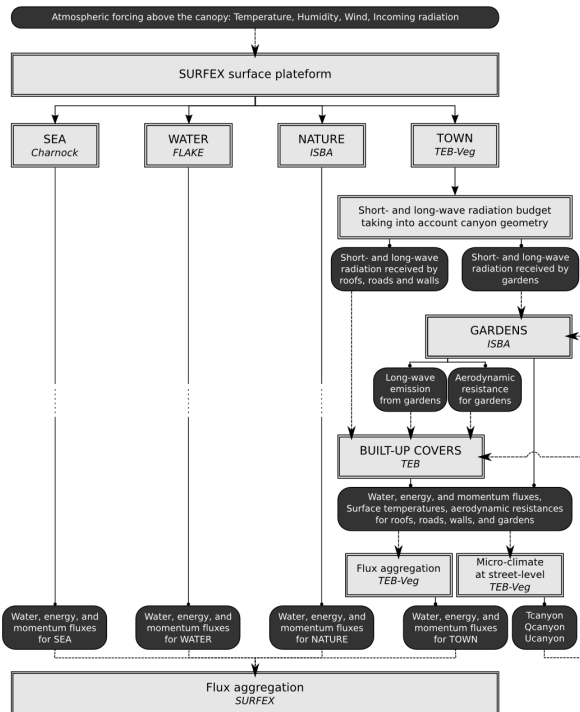 Atmospheric forcing above the canopy: Temperature, Humidity, Wind, Incoming radiation
SURFEX surface plateform
SEA
Charnock
WATER
FLAKE
NATURE
ISBA
TOWN
TEB-Veg
Short- and long-wave radiation budget
taking into account canyon geometry
Short- and long-wave
radiation received by
roofs, roads and walls
Short- and long-wave
radiation received by
gardens
GARDENS
ISBA
Long-wave
emission
from gardens
Aerodynamic
resistance
for gardens
BUILT-UP COVERS
TEB
Water, energy, and momentum fluxes,
Surface temperatures, aerodynamic resistances
for roofs, roads, walls, and gardens
Flux aggregation
TEB-Veg
Micro-climate
at street-level
TEB-Veg
Water, energy, and
momentum fluxes
for SEA
Water, energy, and
momentum fluxes
for WATER
Water, energy, and
momentum fluxes
for NATURE
Water, energy, and
momentum fluxes
for TOWN
Tcanyon
Qcanyon
Ucanyon
Flux aggregation
SURFEX